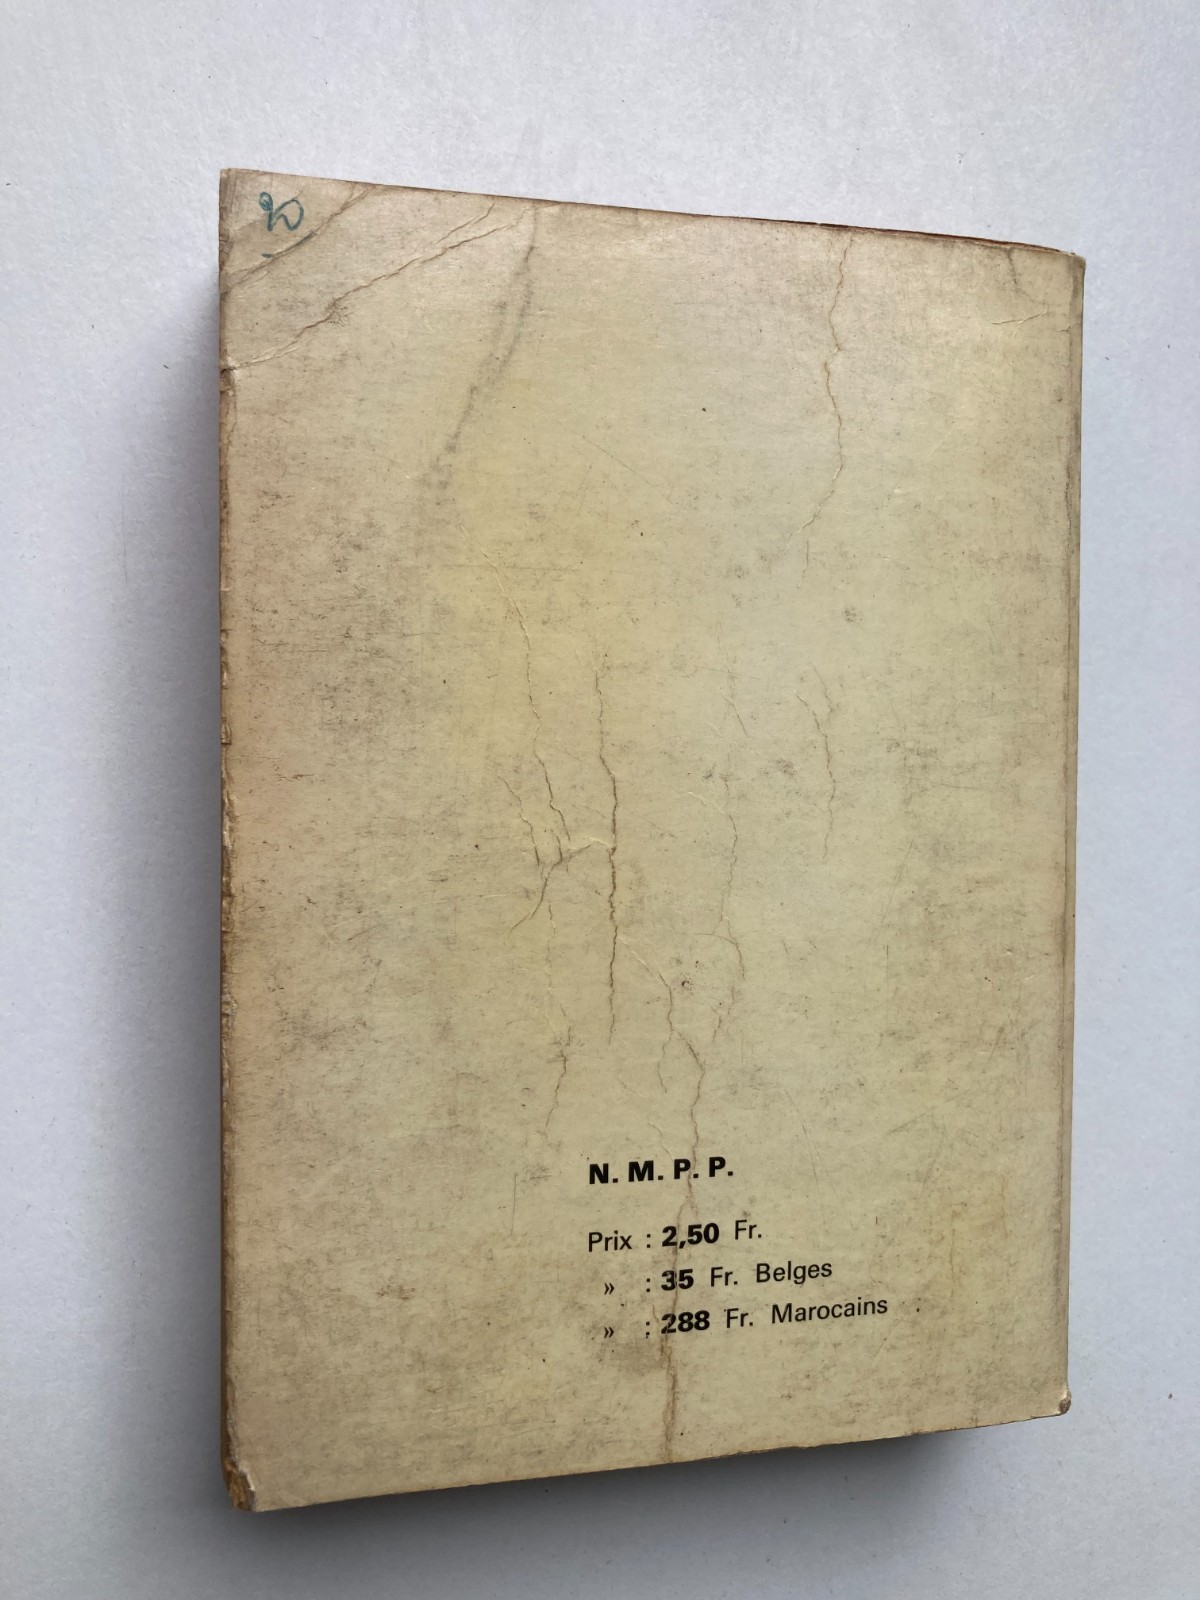 N. M. P. P.
Prix : 2,50 Fr.
» : 35 Fr. Belges
» : 288 Fr. Marocains